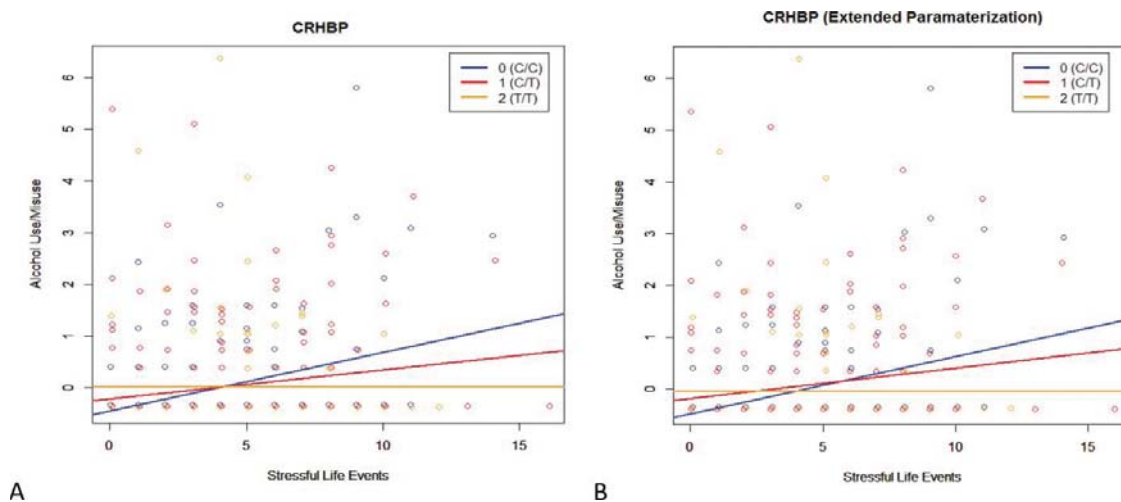 CRHBP
0 (C/C)
1 (C/T)
2 (T/T)
Alcohol Use/Misuse
6
5
4
3
2
1
0
0 5 10 15
Stressful Life Events
A
CRHBP (Extended Paramaterization)
0 (C/C)
1 (C/T)
2 (T/T)
Alcohol Use/Misuse
6
5
4
3
2
1
0
0 5 10 15
Stressful Life Events
B